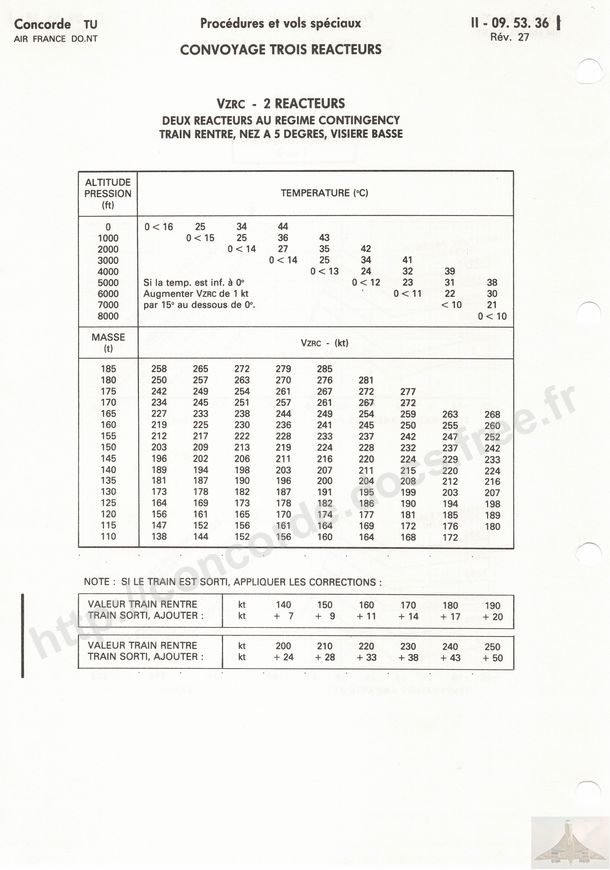 Concorde TU
AIR FRANCE DO.NT
Procédures et vols spéciaux
CONVOYAGE TROIS REACTEURS
II - 09. 53. 36
Rév. 27
VZRC - 2 REACTEURS
DEUX REACTEURS AU REGIME CONTINGENCY
TRAIN RENTRE, NEZ A 5 DEGRES, VISIERE BASSE
ALTITUDE PRESSION (ft) TEMPERATURE (°C)
0 0 < 16 25 34 44
1000 0 < 15 25 36 43
2000 0 < 14 27 35 42
3000 0 < 14 25 34 41
4000 0 < 13 24 32 39
5000 Si la temp. est inf. à 0° 0 < 12 23 31 38
6000 Augmenter VZRC de 1 kt 0 < 11 22 30
7000 par 15° au dessous de 0°. < 10 21
8000 0 < 10
MASSE (t) VZRC - (kt)
185 258 265 272 279 285
180 250 257 263 270 276 281
175 242 249 254 261 267 272 277
170 234 245 251 257 261 267 272
165 227 233 238 244 249 254 259 263 268
160 219 225 230 236 241 245 250 255 260
155 212 217 222 228 233 237 242 247 252
150 203 209 213 219 224 228 232 237 242
145 196 202 206 211 216 220 224 229 233
140 189 194 198 203 207 211 215 220 224
135 181 187 190 196 200 204 208 212 216
130 173 178 182 187 191 195 199 203 207
125 164 169 173 178 182 186 190 194 198
120 156 161 165 170 174 177 181 185 189
115 147 152 156 161 164 169 172 176 180
110 138 144 152 156 160 164 168 172
NOTE : SI LE TRAIN EST SORTI, APPLIQUER LES CORRECTIONS :
VALEUR TRAIN RENTRE kt 140 150 160 170 180 190
TRAIN SORTI, AJOUTER : kt + 7 + 9 + 11 + 14 + 17 + 20
VALEUR TRAIN RENTRE kt 200 210 220 230 240 250
TRAIN SORTI, AJOUTER : kt + 24 + 28 + 33 + 38 + 43 + 50
http://concorde.docs.free.fr